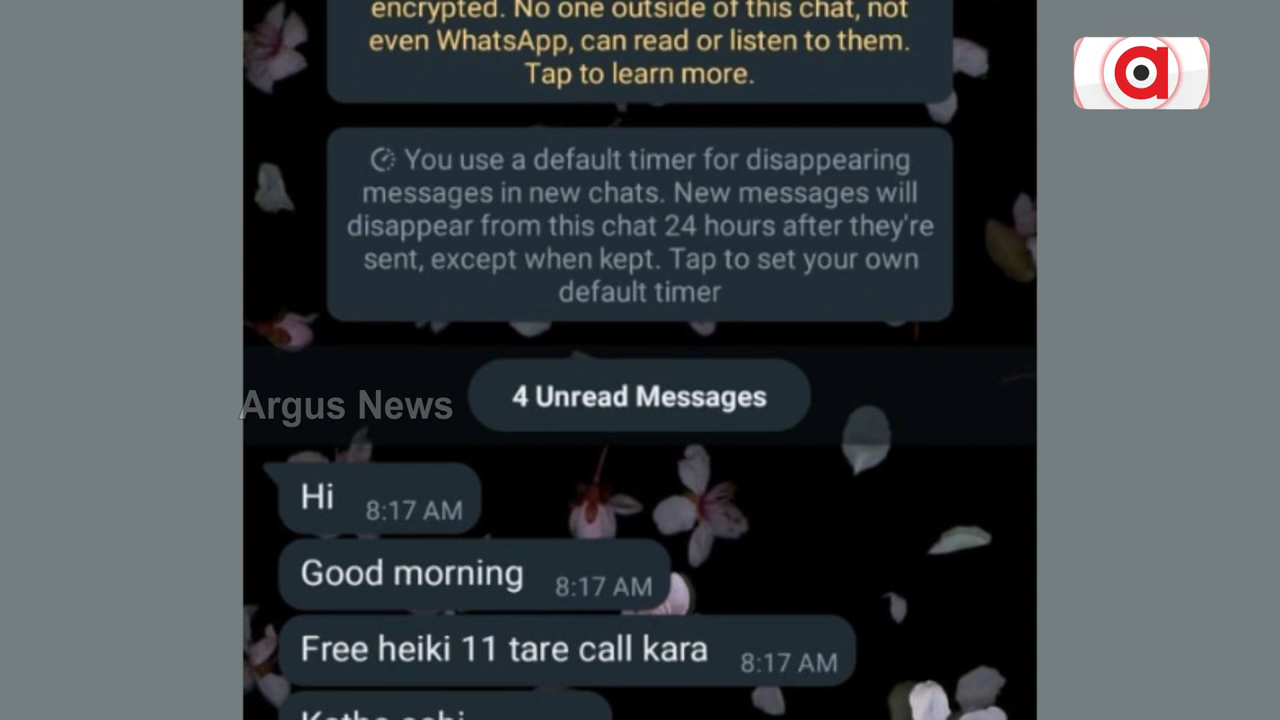 encrypted. No one outside of this chat, not
even WhatsApp, can read or listen to them.
Tap to learn more.
a
You use a default timer for disappearing
messages in new chats. New messages will
disappear from this chat 24 hours after they're
sent, except when kept. Tap to set your own
default timer
4 Unread Messages
Argus News
Hi 8:17 AM
Good morning 8:17 AM
Free heiki 11 tare call kara 8:17 AM